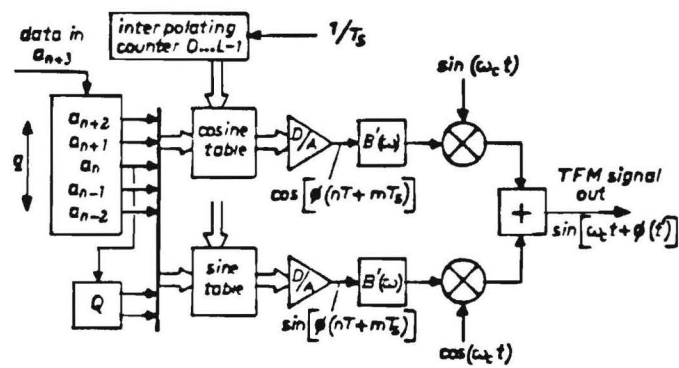 data in
a_{n+3}
interpolating
counter 0...L-1
1/T_s
a_{n+2}
a_{n+1}
a_n
a_{n-1}
a_{n-2}
q
Q
cosine
table
D/A
B'(ω)
cos[ø(nT+mT_s)]
sin(ω_c t)
sine
table
D/A
B'(ω)
sin[ø(nT+mT_s)]
cos(ω_c t)
+
TFM signal
out
sin[ω_c t+ø(t)]